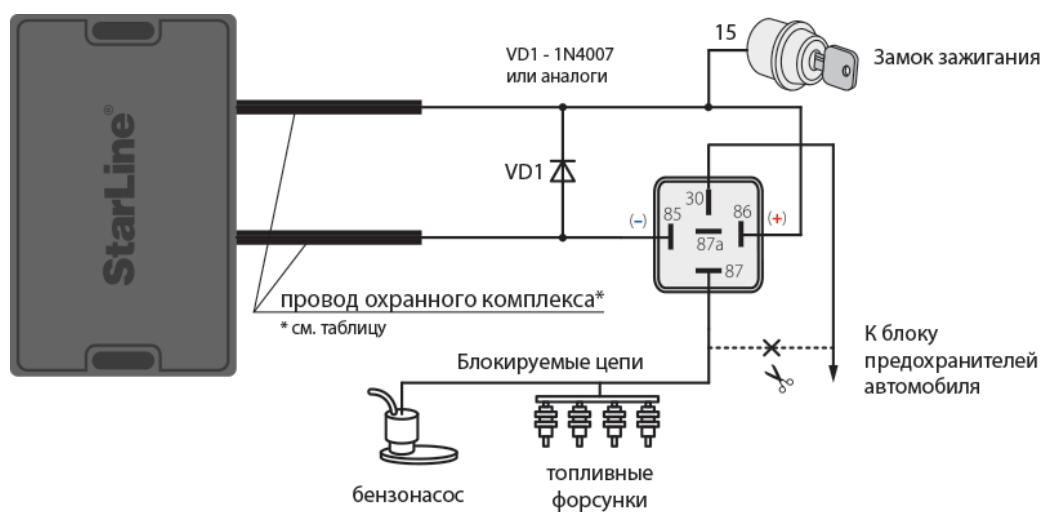 StarLine®
VD1 - 1N4007
или аналоги
15
Замок зажигания
VD1
30
(–)
85
86
(+)
87a
87
провод охранного комплекса*
* см. таблицу
Блокируемые цепи
К блоку
предохранителей
автомобиля
бензонасос
топливные
форсунки